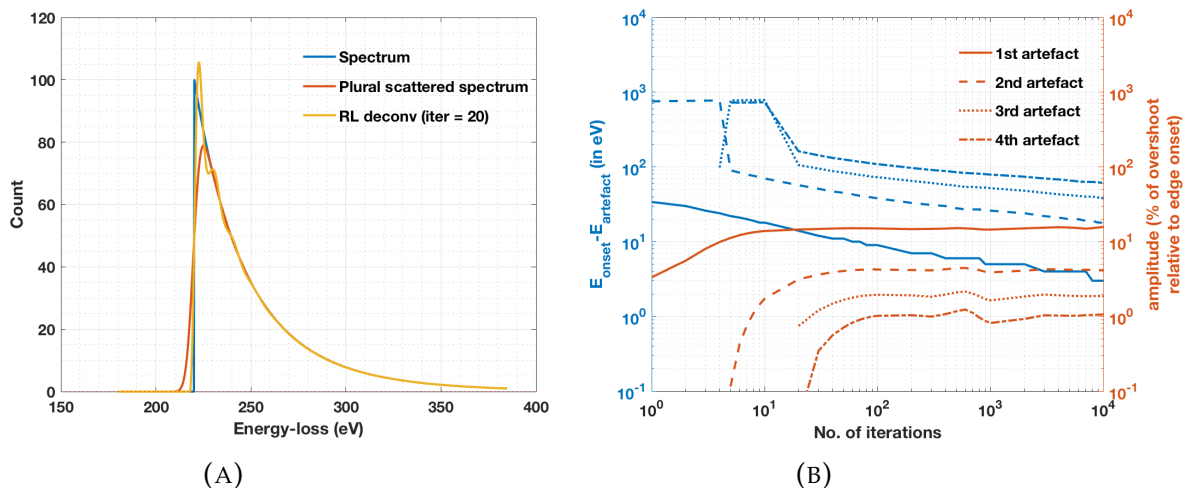 120
100
80
60
40
20
0
150
200
250
300
350
400
Count
Energy-loss (eV)
Spectrum
Plural scattered spectrum
RL deconv (iter = 20)
(A)
10^4
10^3
10^2
10^1
10^0
10^-1
E_onset-E_artefact (in eV)
10^0
10^1
10^2
10^3
10^4
No. of iterations
1st artefact
2nd artefact
3rd artefact
4th artefact
10^4
10^3
10^2
10^1
10^0
10^-1
amplitude (% of overshoot
relative to edge onset)
(B)